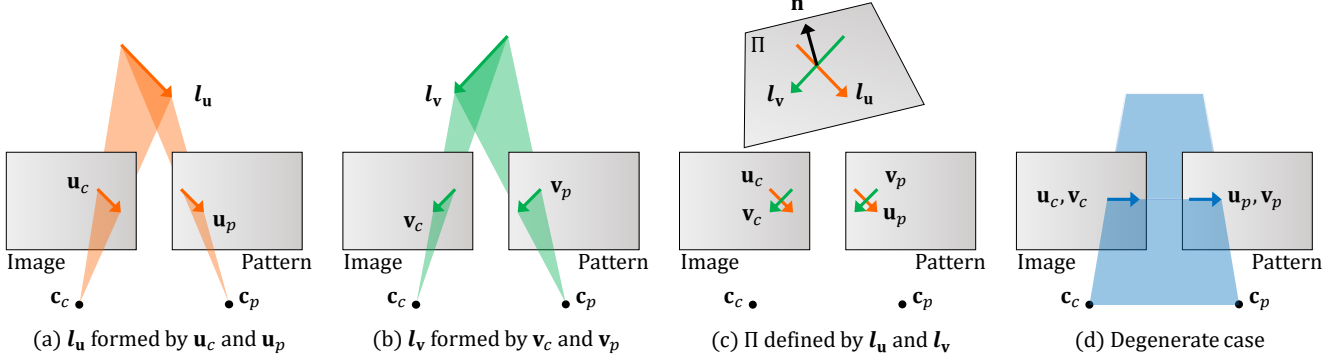 l_u
u_c
u_p
Image
Pattern
c_c
c_p
(a) l_u formed by u_c and u_p
l_v
v_c
v_p
Image
Pattern
c_c
c_p
(b) l_v formed by v_c and v_p
n
Π
l_v
l_u
u_c
v_c
v_p
u_p
Image
Pattern
c_c
c_p
(c) Π defined by l_u and l_v
u_c, v_c
u_p, v_p
Image
Pattern
c_c
c_p
(d) Degenerate case